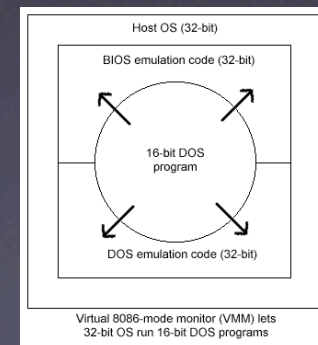 Host OS (32-bit)
BIOS emulation code (32-bit)
16-bit DOS
program
DOS emulation code (32-bit)
Virtual 8086-mode monitor (VMM) lets
32-bit OS run 16-bit DOS programs